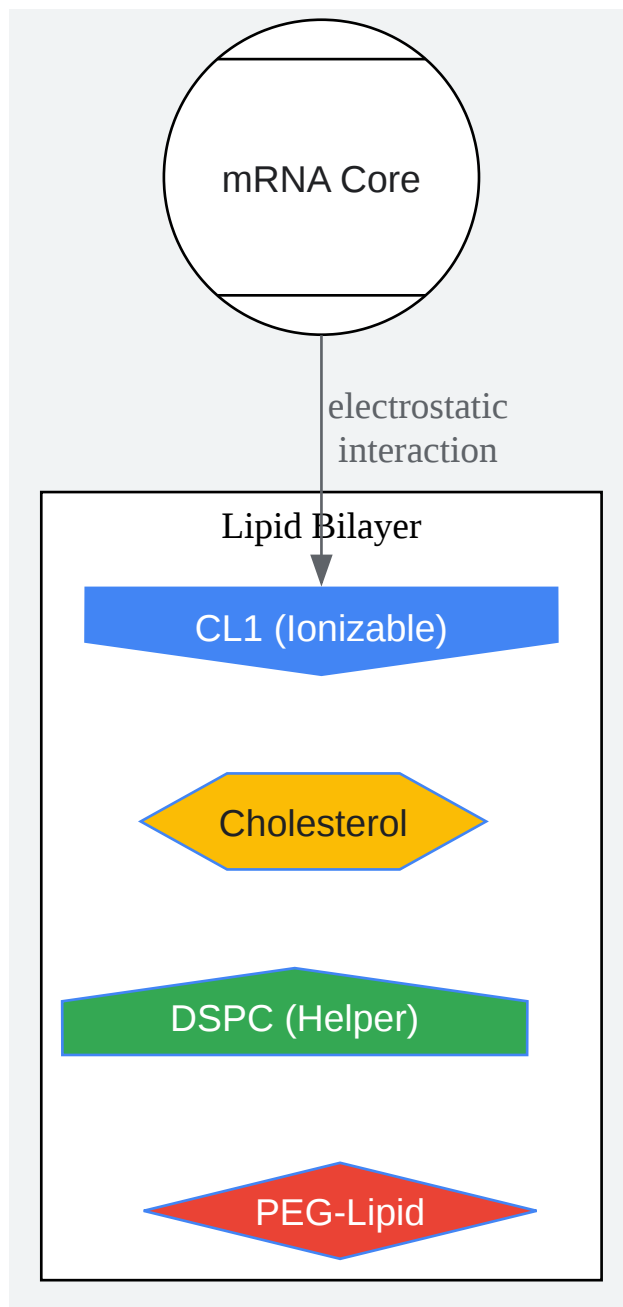 mRNA Core
electrostatic
interaction
Lipid Bilayer
CL1 (Ionizable)
Cholesterol
DSPC (Helper)
PEG-Lipid